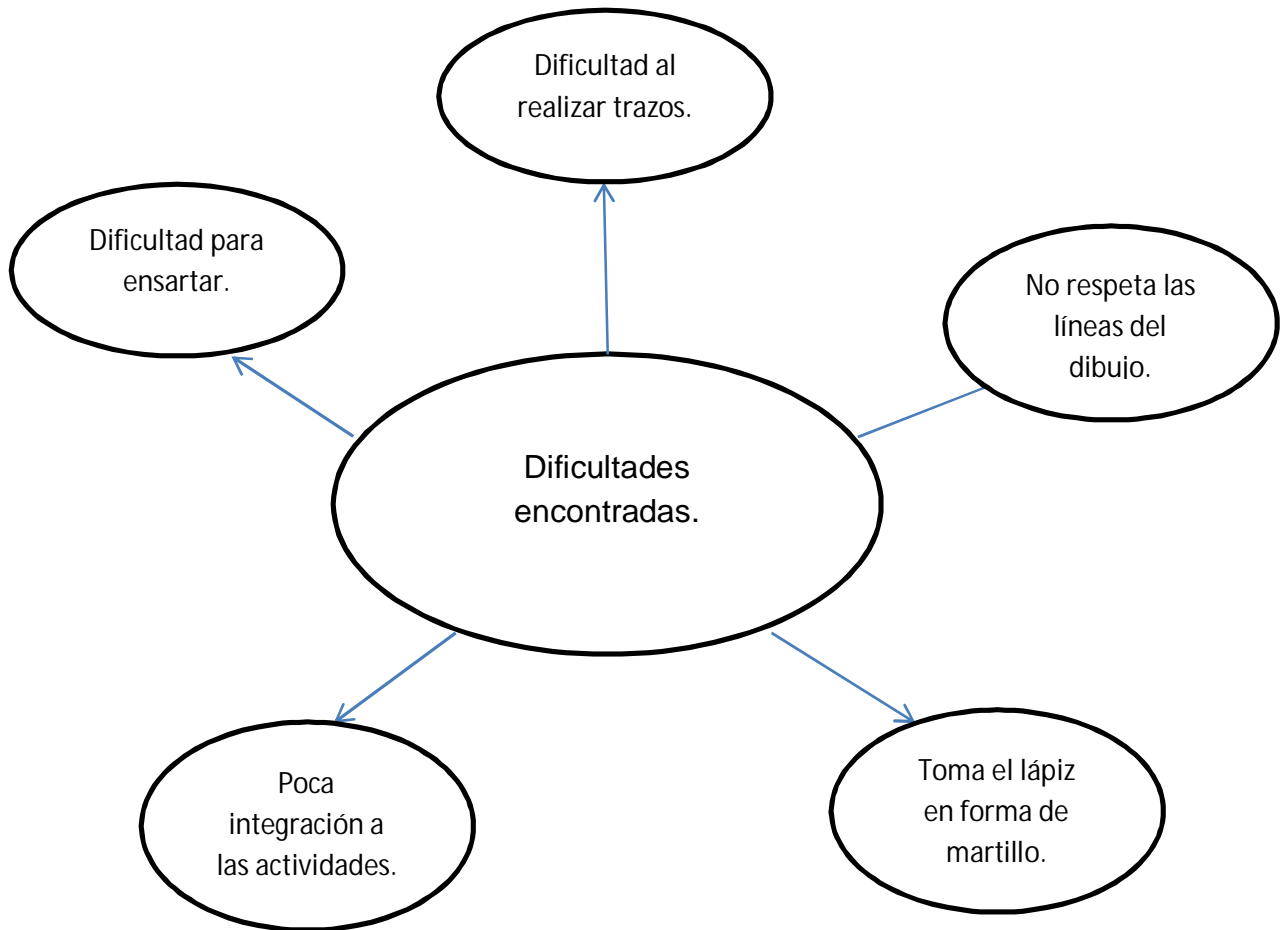 Dificultad al
realizar trazos.
Dificultad para
ensartar.
No respeta las
líneas del
dibujo.
Dificultades
encontradas.
Poca
integración a
las actividades.
Toma el lápiz
en forma de
martillo.